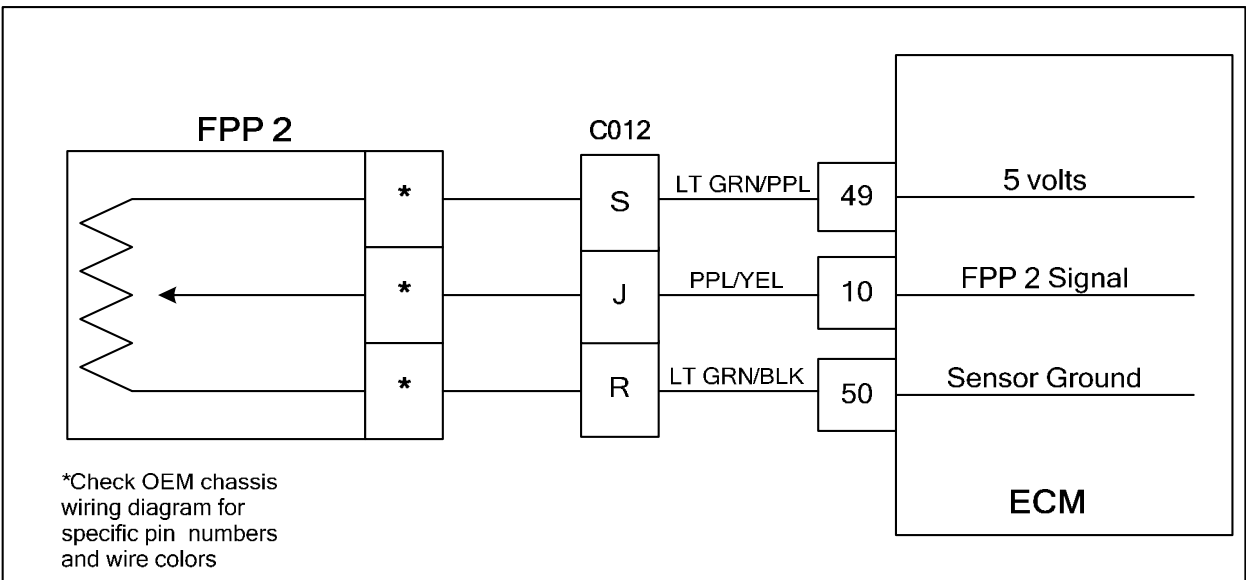 FPP 2
C012
*
S
LT GRN/PPL
49
5 volts
*
J
PPL/YEL
10
FPP 2 Signal
*
R
LT GRN/BLK
50
Sensor Ground
ECM
*Check OEM chassis
wiring diagram for
specific pin numbers
and wire colors